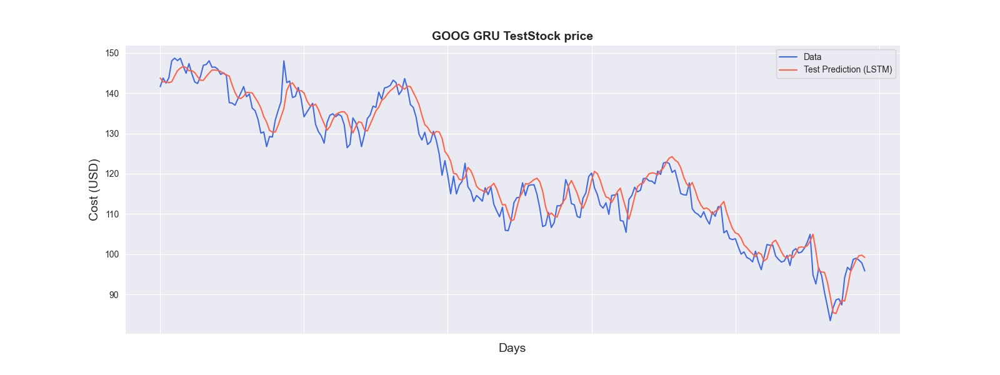 GOOG GRU TestStock price
Data
Test Prediction (LSTM)
150
140
130
120
110
100
90
Cost (USD)
Days